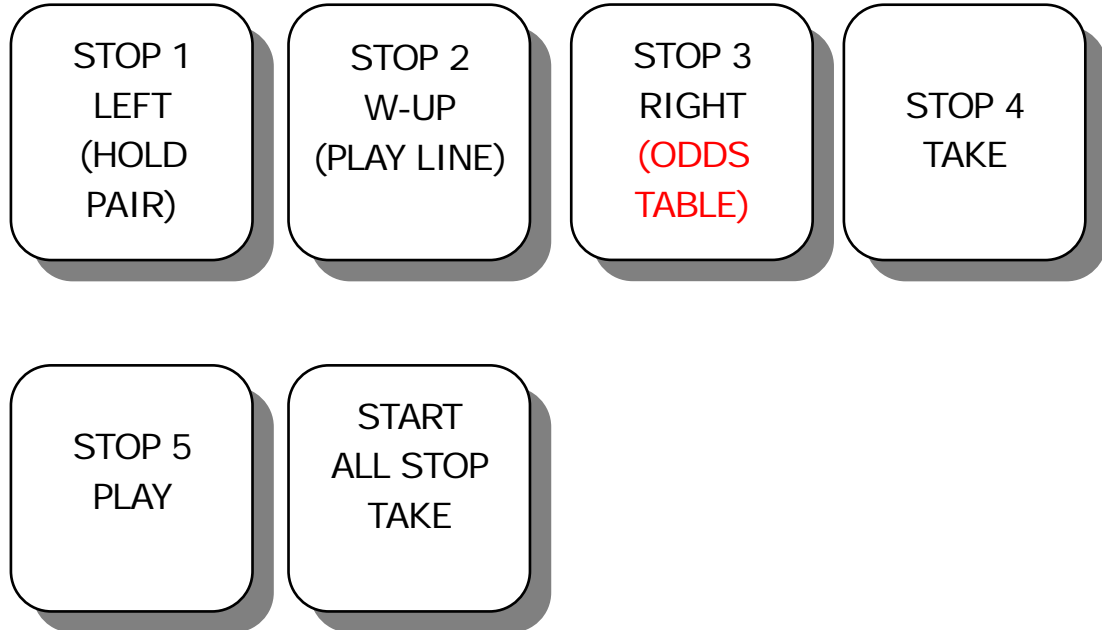 STOP 1
LEFT
(HOLD
PAIR)
STOP 2
W-UP
(PLAY LINE)
STOP 3
RIGHT
(ODDS
TABLE)
STOP 4
TAKE
STOP 5
PLAY
START
ALL STOP
TAKE